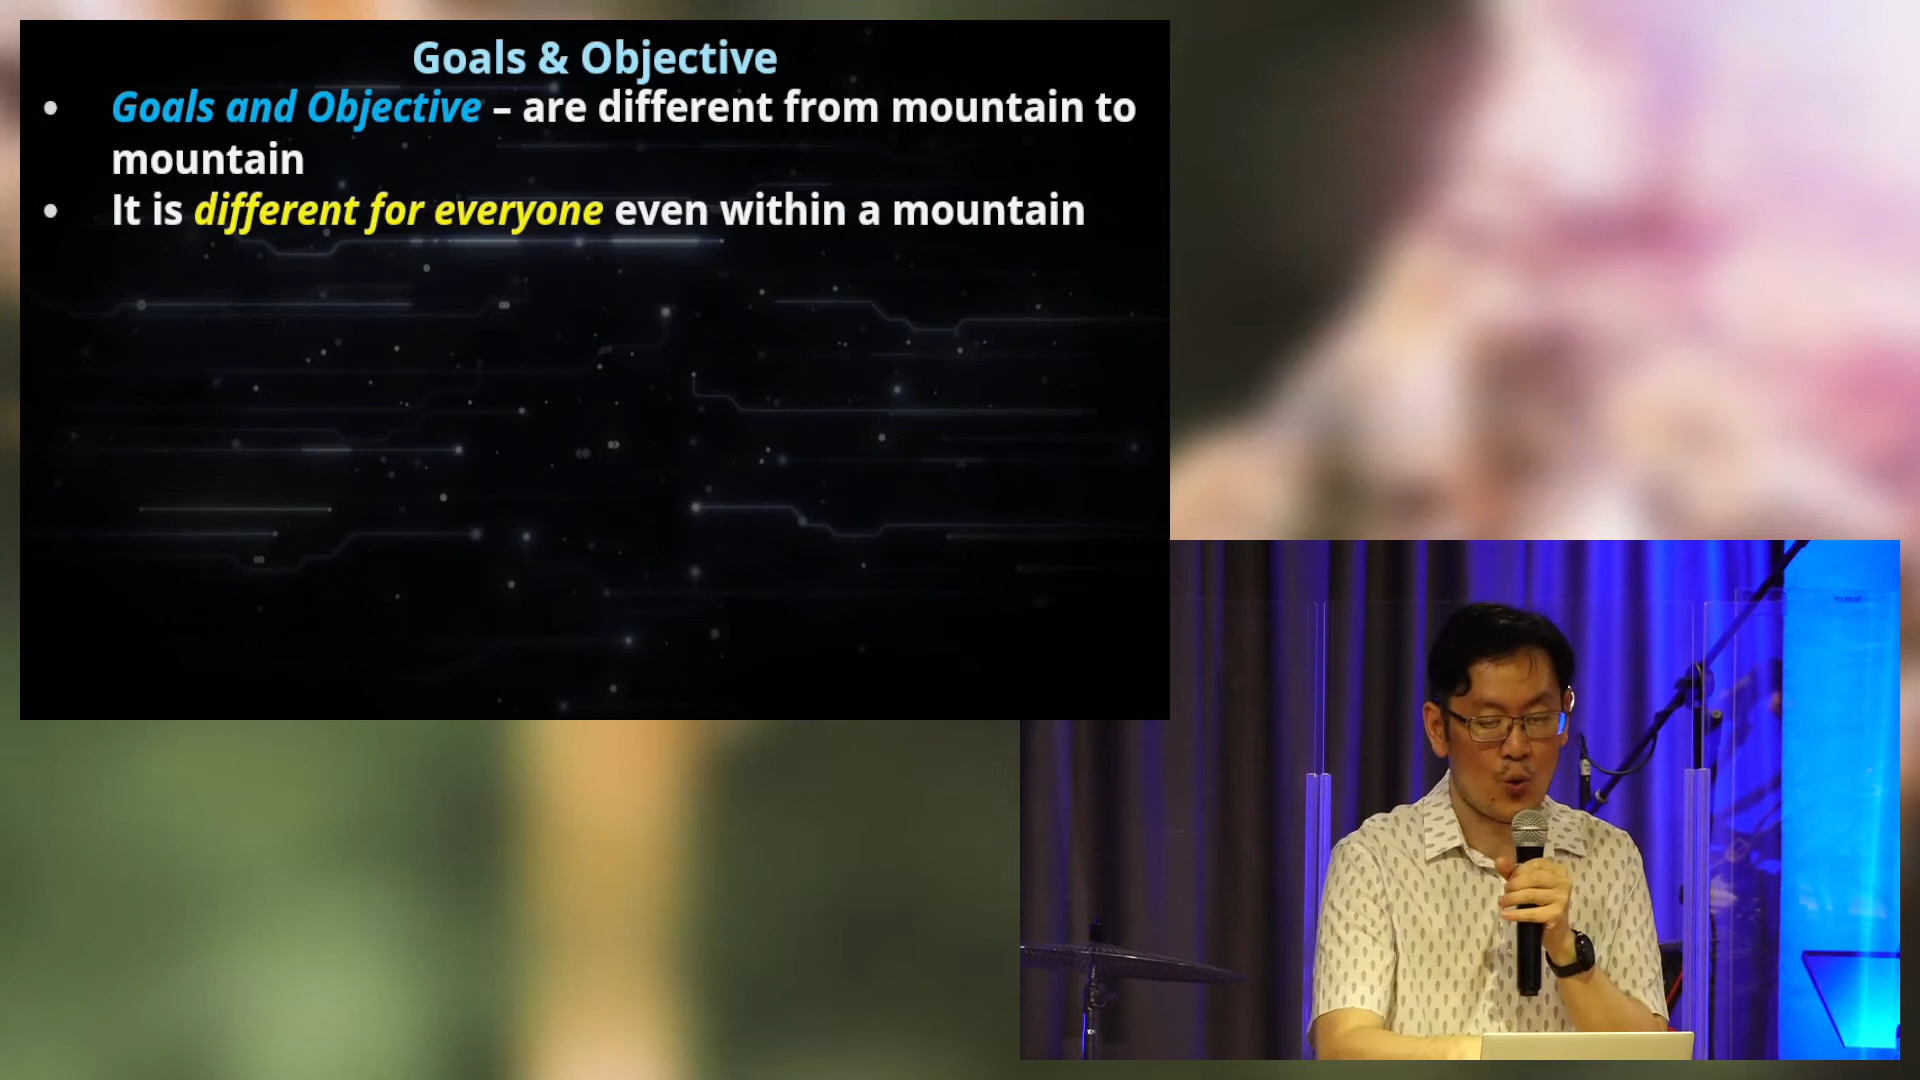 Goals & Objective
• Goals and Objective – are different from mountain to
mountain
• It is different for everyone even within a mountain